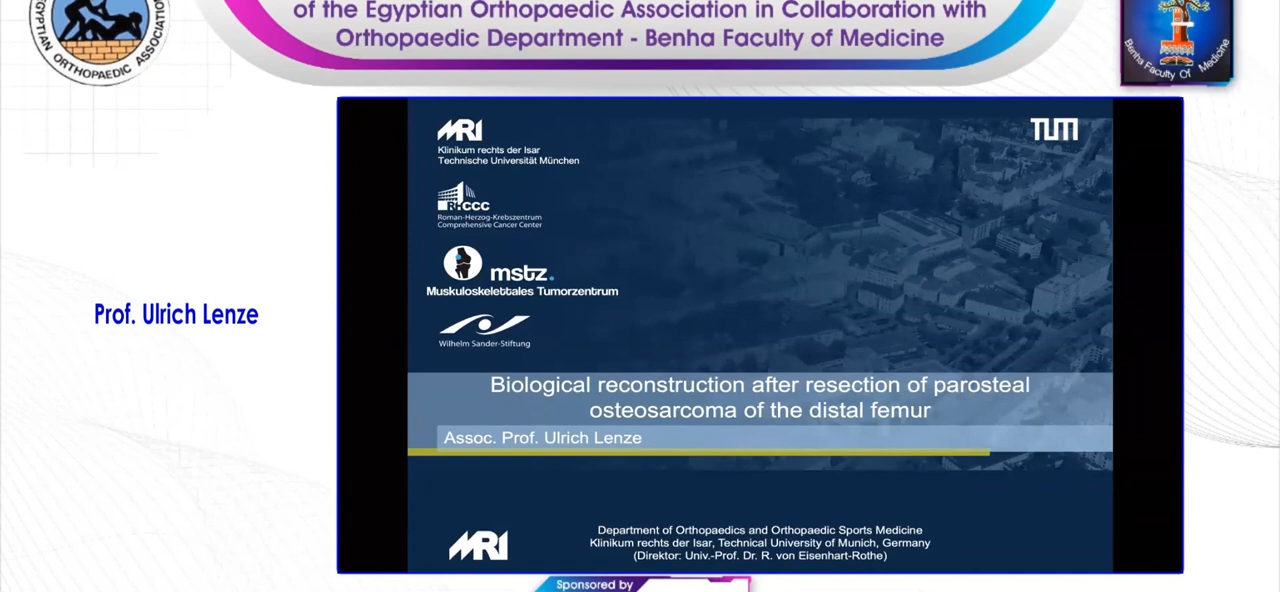 of the Egyptian Orthopaedic Association in Collaboration with
Orthopaedic Department - Benha Faculty of Medicine
EGYPTIAN ORTHOPAEDIC ASSOCIATION
Benha Faculty Of Medicine
Prof. Ulrich Lenze
MRI
TUM
Klinikum rechts der Isar
Technische Universität München
RHCCC
Roman-Herzog-Krebszentrum
Comprehensive Cancer Center
mstz.
Muskuloskelettales Tumorzentrum
Wilhelm Sander-Stiftung
Biological reconstruction after resection of parosteal
osteosarcoma of the distal femur
Assoc. Prof. Ulrich Lenze
MRI
Department of Orthopaedics and Orthopaedic Sports Medicine
Klinikum rechts der Isar, Technical University of Munich, Germany
(Direktor: Univ.-Prof. Dr. R. von Eisenhart-Rothe)
Sponsored by